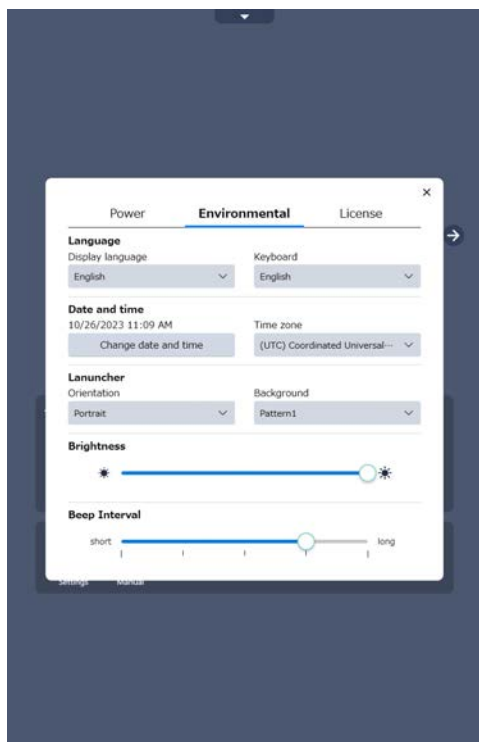 Power Environmental License
Language
Display language Keyboard
English English
Date and time
10/26/2023 11:09 AM Time zone
Change date and time (UTC) Coordinated Universal···
Lanuncher
Orientation Background
Portrait Pattern1
Brightness
Beep Interval
short long
Settings Manual